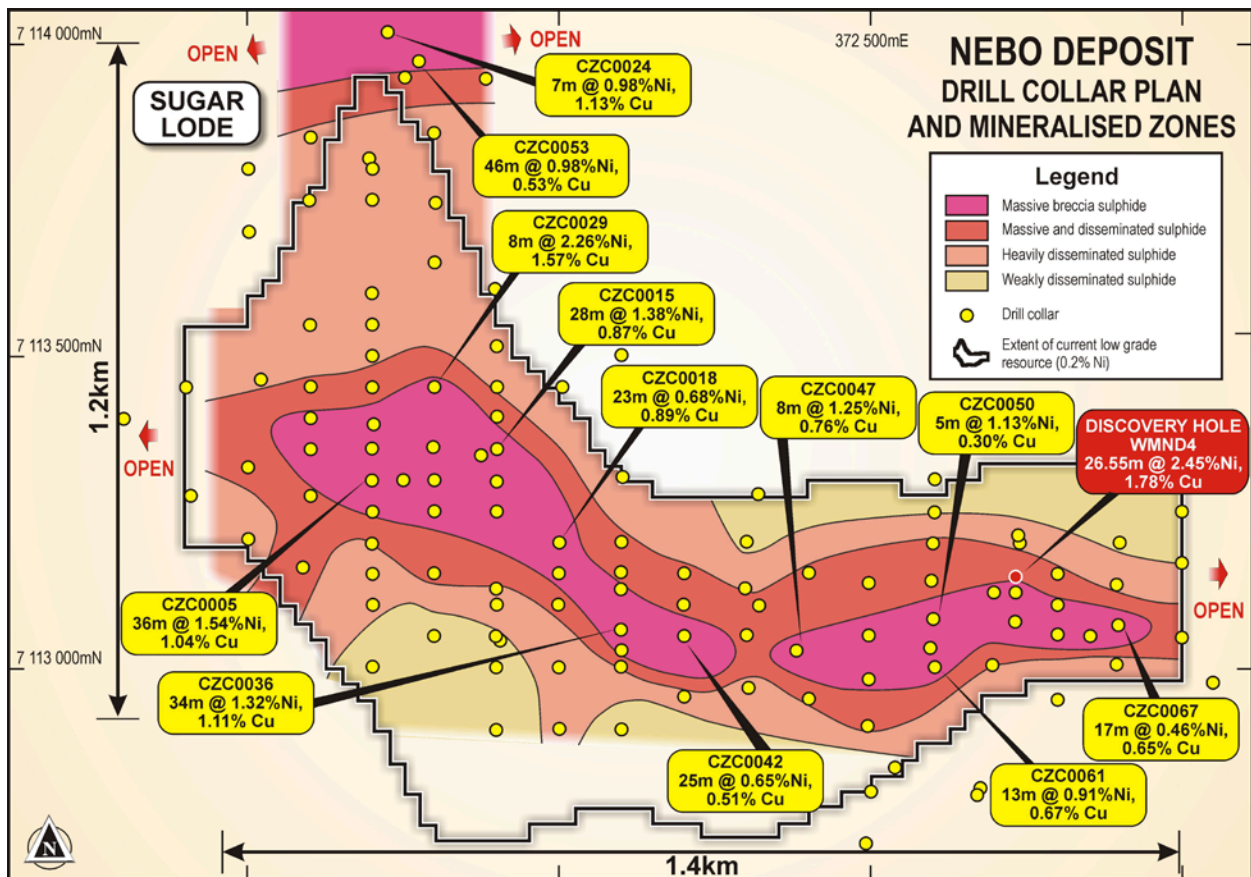 7 114 000mN
OPEN
OPEN
372 500mE
NEBO DEPOSIT
DRILL COLLAR PLAN
AND MINERALISED ZONES
SUGAR
LODE
CZC0024
7m @ 0.98%Ni,
1.13% Cu
CZC0053
46m @ 0.98%Ni,
0.53% Cu
Legend
Massive breccia sulphide
Massive and disseminated sulphide
Heavily disseminated sulphide
Weakly disseminated sulphide
Drill collar
Extent of current low grade
resource (0.2% Ni)
CZC0029
8m @ 2.26%Ni,
1.57% Cu
CZC0015
28m @ 1.38%Ni,
0.87% Cu
7 113 500mN
1.2km
CZC0018
23m @ 0.68%Ni,
0.89% Cu
CZC0047
8m @ 1.25%Ni,
0.76% Cu
CZC0050
5m @ 1.13%Ni,
0.30% Cu
DISCOVERY HOLE
WMND4
26.55m @ 2.45%Ni,
1.78% Cu
OPEN
OPEN
CZC0005
36m @ 1.54%Ni,
1.04% Cu
7 113 000mN
CZC0036
34m @ 1.32%Ni,
1.11% Cu
CZC0042
25m @ 0.65%Ni,
0.51% Cu
CZC0061
13m @ 0.91%Ni,
0.67% Cu
CZC0067
17m @ 0.46%Ni,
0.65% Cu
N
1.4km